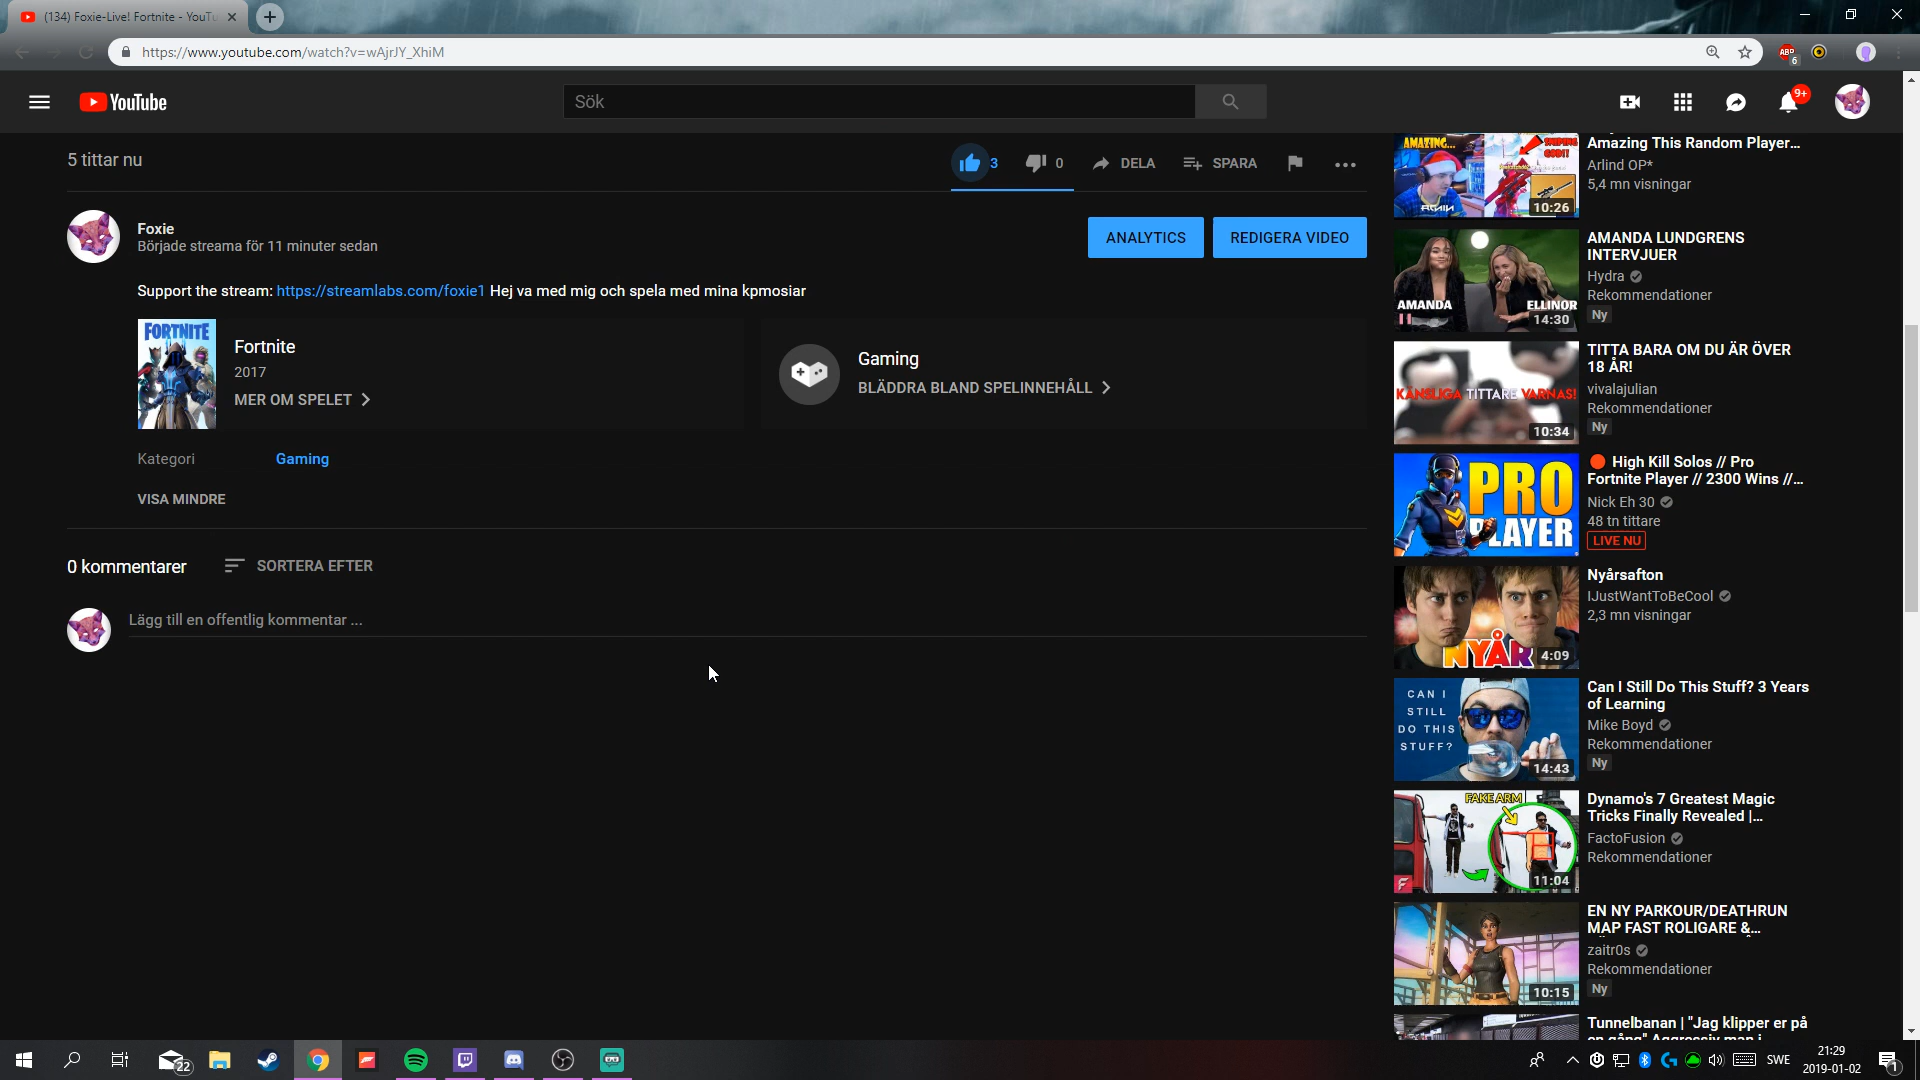 (134) Foxie-Live! Fortnite - YouTu
https://www.youtube.com/watch?v=wAjrJY_XhiM
ABP
6
YouTube
Sök
9+
5 tittar nu
3
0
DELA
SPARA
Foxie
Började streama för 11 minuter sedan
ANALYTICS
REDIGERA VIDEO
Support the stream: https://streamlabs.com/foxie1 Hej va med mig och spela med mina kpmosiar
FORTNITE
Fortnite
2017
MER OM SPELET
Gaming
BLÄDDRA BLAND SPELINNEHÅLL
Kategori
Gaming
VISA MINDRE
0 kommentarer
SORTERA EFTER
Lägg till en offentlig kommentar ...
AMAZING...
10:26
Amazing This Random Player...
Arlind OP*
5,4 mn visningar
AMANDA
ELLINOR
14:30
AMANDA LUNDGRENS
INTERVJUER
Hydra
Rekommendationer
Ny
KÄNSLIGA TITTARE VARNAS!
10:34
TITTA BARA OM DU ÄR ÖVER
18 ÅR!
vivalajulian
Rekommendationer
Ny
PRO
PLAYER
High Kill Solos // Pro
Fortnite Player // 2300 Wins //...
Nick Eh 30
48 tn tittare
LIVE NU
NYÅR
4:09
Nyårsafton
IJustWantToBeCool
2,3 mn visningar
CAN I
STILL
DO THIS
STUFF?
14:43
Can I Still Do This Stuff? 3 Years
of Learning
Mike Boyd
Rekommendationer
Ny
FAKE ARM
F
11:04
Dynamo's 7 Greatest Magic
Tricks Finally Revealed |...
FactoFusion
Rekommendationer
10:15
EN NY PARKOUR/DEATHRUN
MAP FAST ROLIGARE &...
zaitr0s
Rekommendationer
Ny
Tunnelbanan | "Jag klipper er på
en gång" Aggressiv man i
22
SWE
21:29
2019-01-02
1